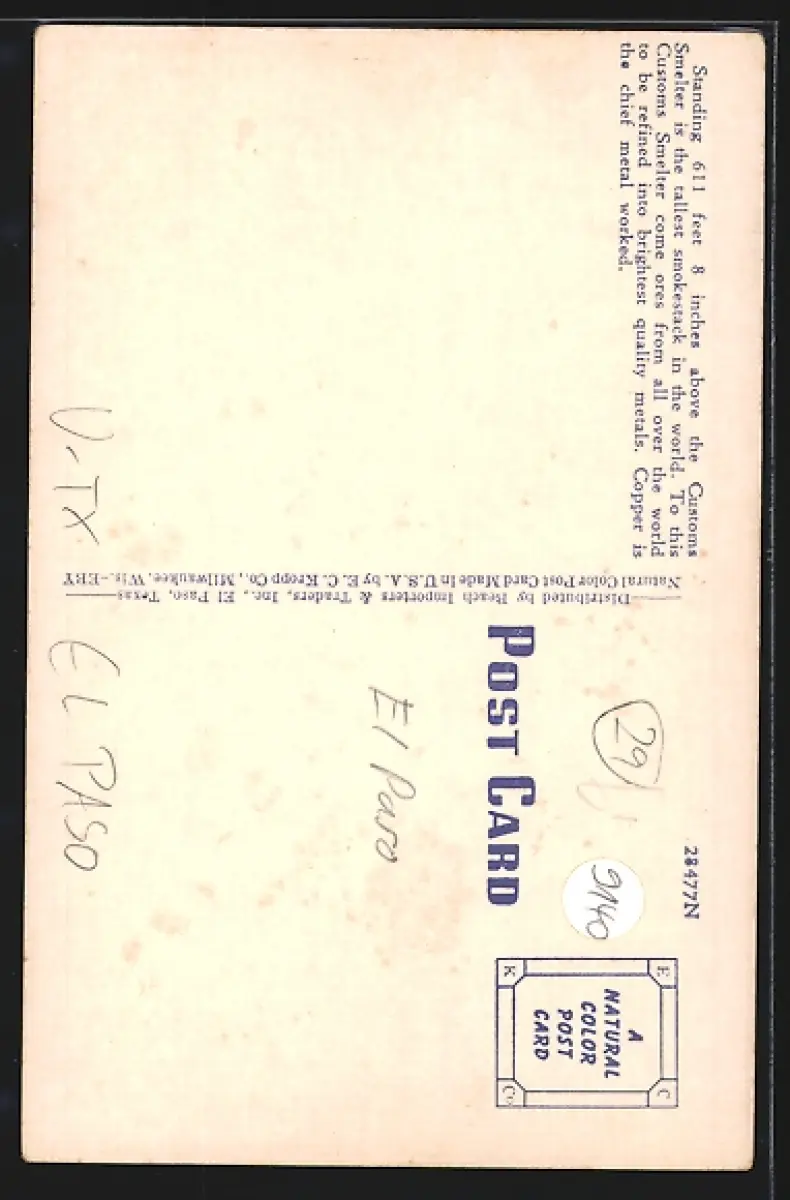 Standing 611 feet 8 inches above the Customs
Smelter is the tallest smokestack in the world. To this
Customs Smelter come ores from all over the world
to be refined into brightest quality metals. Copper is
the chief metal worked.
28477N
E C
K Co
A
NATURAL
COLOR
POST
CARD
29
9140
POST CARD
El Paso
Natural Color Post Card Made In U.S.A. by E. C. Kropp Co., Milwaukee, Wis.-EBY
Distributed by Beach Importers & Traders, Inc., El Paso, Texas
U-TX EL PASO